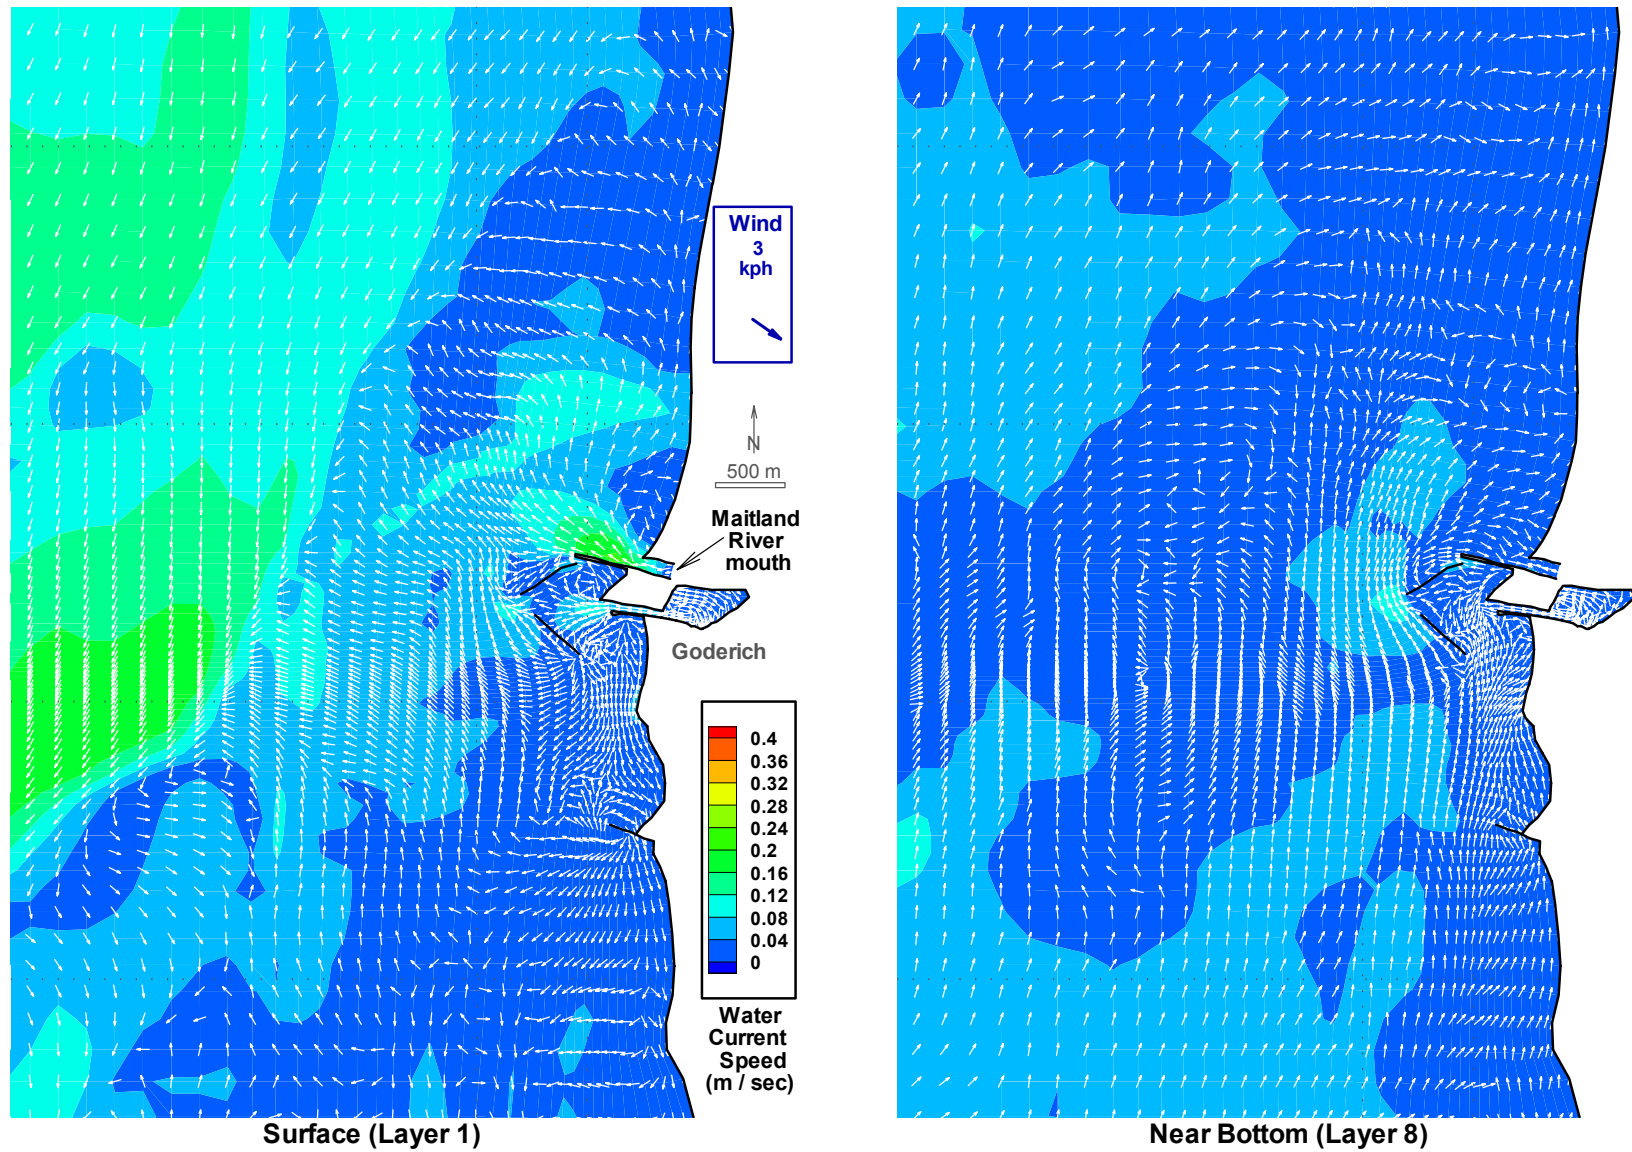 Wind
3
kph
N
500 m
Maitland
River
mouth
Goderich
0.4
0.36
0.32
0.28
0.24
0.2
0.16
0.12
0.08
0.04
0
Water
Current
Speed
(m / sec)
Surface (Layer 1)
Near Bottom (Layer 8)